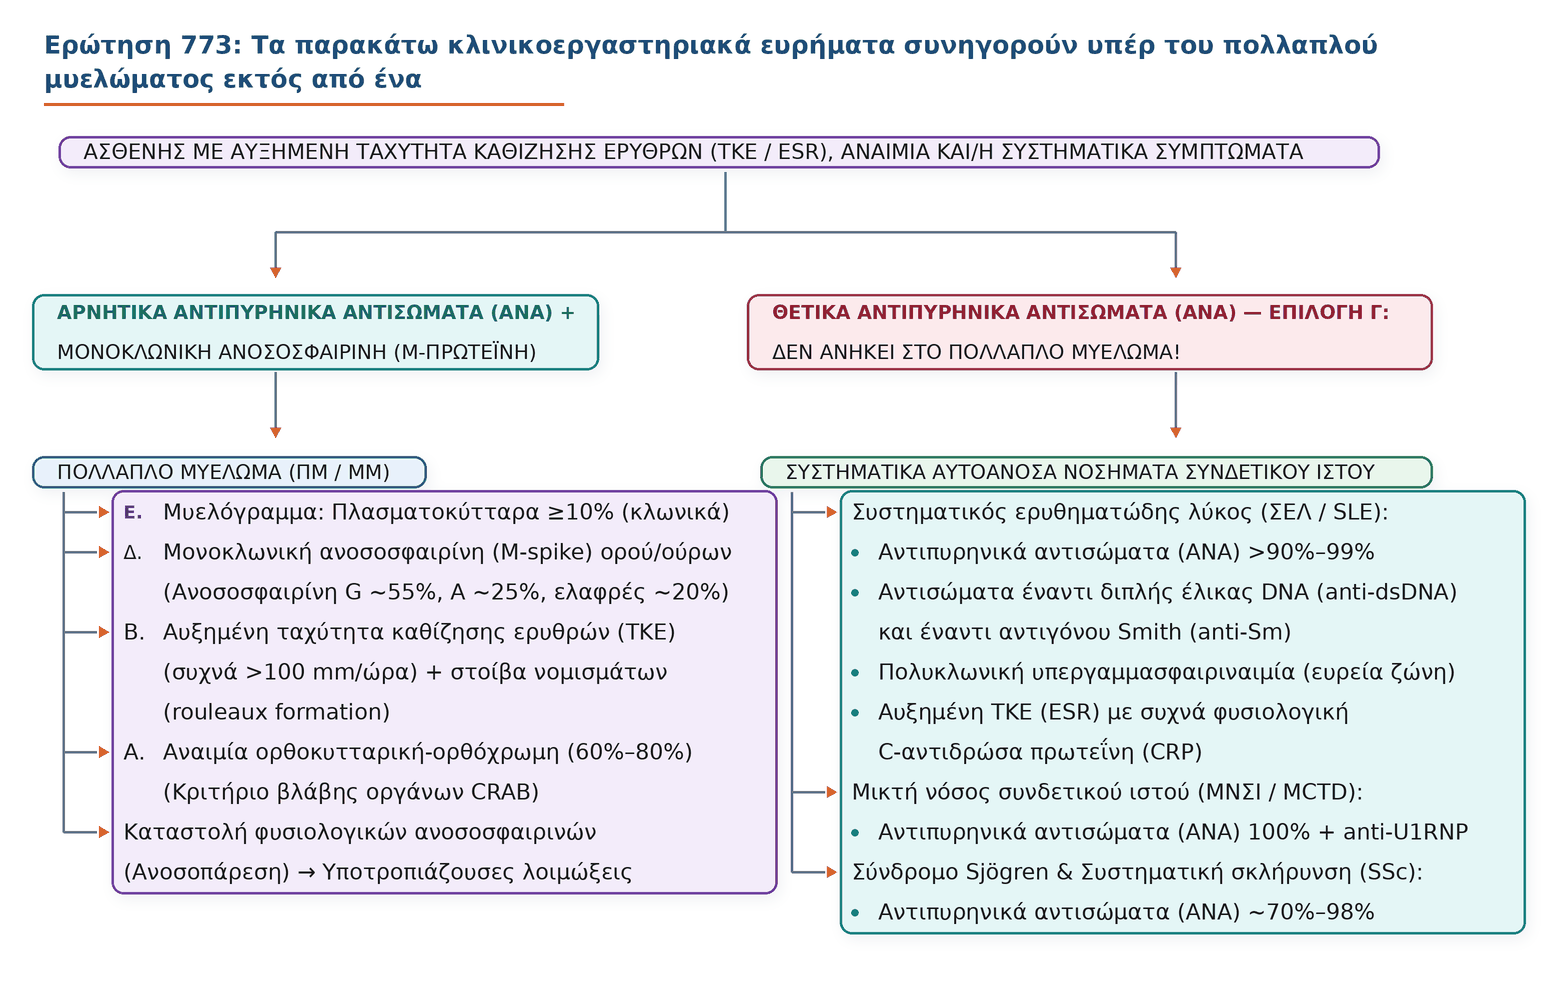 Ερώτηση 773: Τα παρακάτω κλινικοεργαστηριακά ευρήματα συνηγορούν υπέρ του πολλαπλού
μυελώματος εκτός από ένα
ΑΣΘΕΝΗΣ ΜΕ ΑΥΞΗΜΕΝΗ ΤΑΧΥΤΗΤΑ ΚΑΘΙΖΗΣΗΣ ΕΡΥΘΡΩΝ (ΤΚΕ / ESR), ΑΝΑΙΜΙΑ ΚΑΙ/Η ΣΥΣΤΗΜΑΤΙΚΑ ΣΥΜΠΤΩΜΑΤΑ
ΑΡΝΗΤΙΚΑ ΑΝΤΙΠΥΡΗΝΙΚΑ ΑΝΤΙΣΩΜΑΤΑ (ANA) +
ΜΟΝΟΚΛΩΝΙΚΗ ΑΝΟΣΟΣΦΑΙΡΙΝΗ (Μ-ΠΡΩΤΕΪΝΗ)
ΘΕΤΙΚΑ ΑΝΤΙΠΥΡΗΝΙΚΑ ΑΝΤΙΣΩΜΑΤΑ (ANA) — ΕΠΙΛΟΓΗ Γ:
ΔΕΝ ΑΝΗΚΕΙ ΣΤΟ ΠΟΛΛΑΠΛΟ ΜΥΕΛΩΜΑ!
ΠΟΛΛΑΠΛΟ ΜΥΕΛΩΜΑ (ΠΜ / MM)
Ε. Μυελόγραμμα: Πλασματοκύτταρα ≥10% (κλωνικά)
Δ. Μονοκλωνική ανοσοσφαιρίνη (M-spike) ορού/ούρων
(Ανοσοσφαιρίνη G ~55%, A ~25%, ελαφρές ~20%)
Β. Αυξημένη ταχύτητα καθίζησης ερυθρών (ΤΚΕ)
(συχνά >100 mm/ώρα) + στοίβα νομισμάτων
(rouleaux formation)
Α. Αναιμία ορθοκυτταρική-ορθόχρωμη (60%–80%)
(Κριτήριο βλάβης οργάνων CRAB)
Καταστολή φυσιολογικών ανοσοσφαιρινών
(Ανοσοπάρεση) → Υποτροπιάζουσες λοιμώξεις
ΣΥΣΤΗΜΑΤΙΚΑ ΑΥΤΟΑΝΟΣΑ ΝΟΣΗΜΑΤΑ ΣΥΝΔΕΤΙΚΟΥ ΙΣΤΟΥ
Συστηματικός ερυθηματώδης λύκος (ΣΕΛ / SLE):
• Αντιπυρηνικά αντισώματα (ANA) >90%–99%
• Αντισώματα έναντι διπλής έλικας DNA (anti-dsDNA)
και έναντι αντιγόνου Smith (anti-Sm)
• Πολυκλωνική υπεργαμμασφαιριναιμία (ευρεία ζώνη)
• Αυξημένη ΤΚΕ (ESR) με συχνά φυσιολογική
C-αντιδρώσα πρωτεΐνη (CRP)
Μικτή νόσος συνδετικού ιστού (ΜΝΣΙ / MCTD):
• Αντιπυρηνικά αντισώματα (ANA) 100% + anti-U1RNP
Σύνδρομο Sjögren & Συστηματική σκλήρυνση (SSc):
• Αντιπυρηνικά αντισώματα (ANA) ~70%–98%